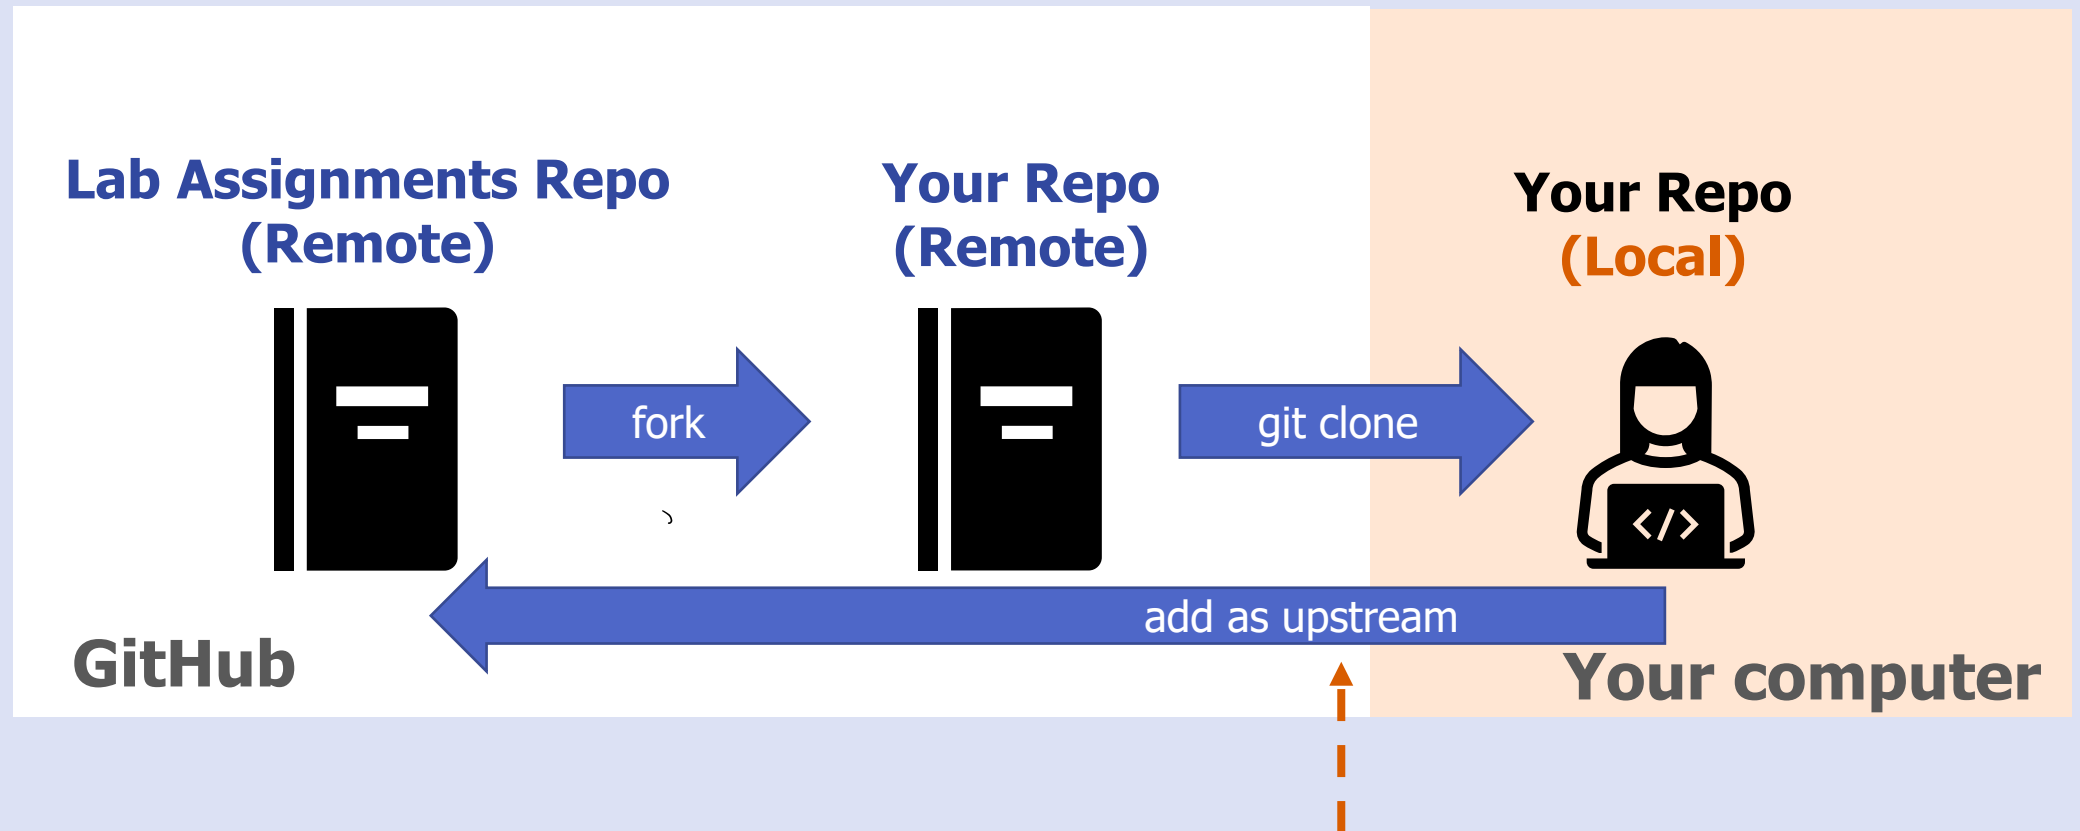 Lab Assignments Repo
(Remote)
Your Repo
(Remote)
Your Repo
(Local)
fork
git clone
</>
add as upstream
GitHub
Your computer